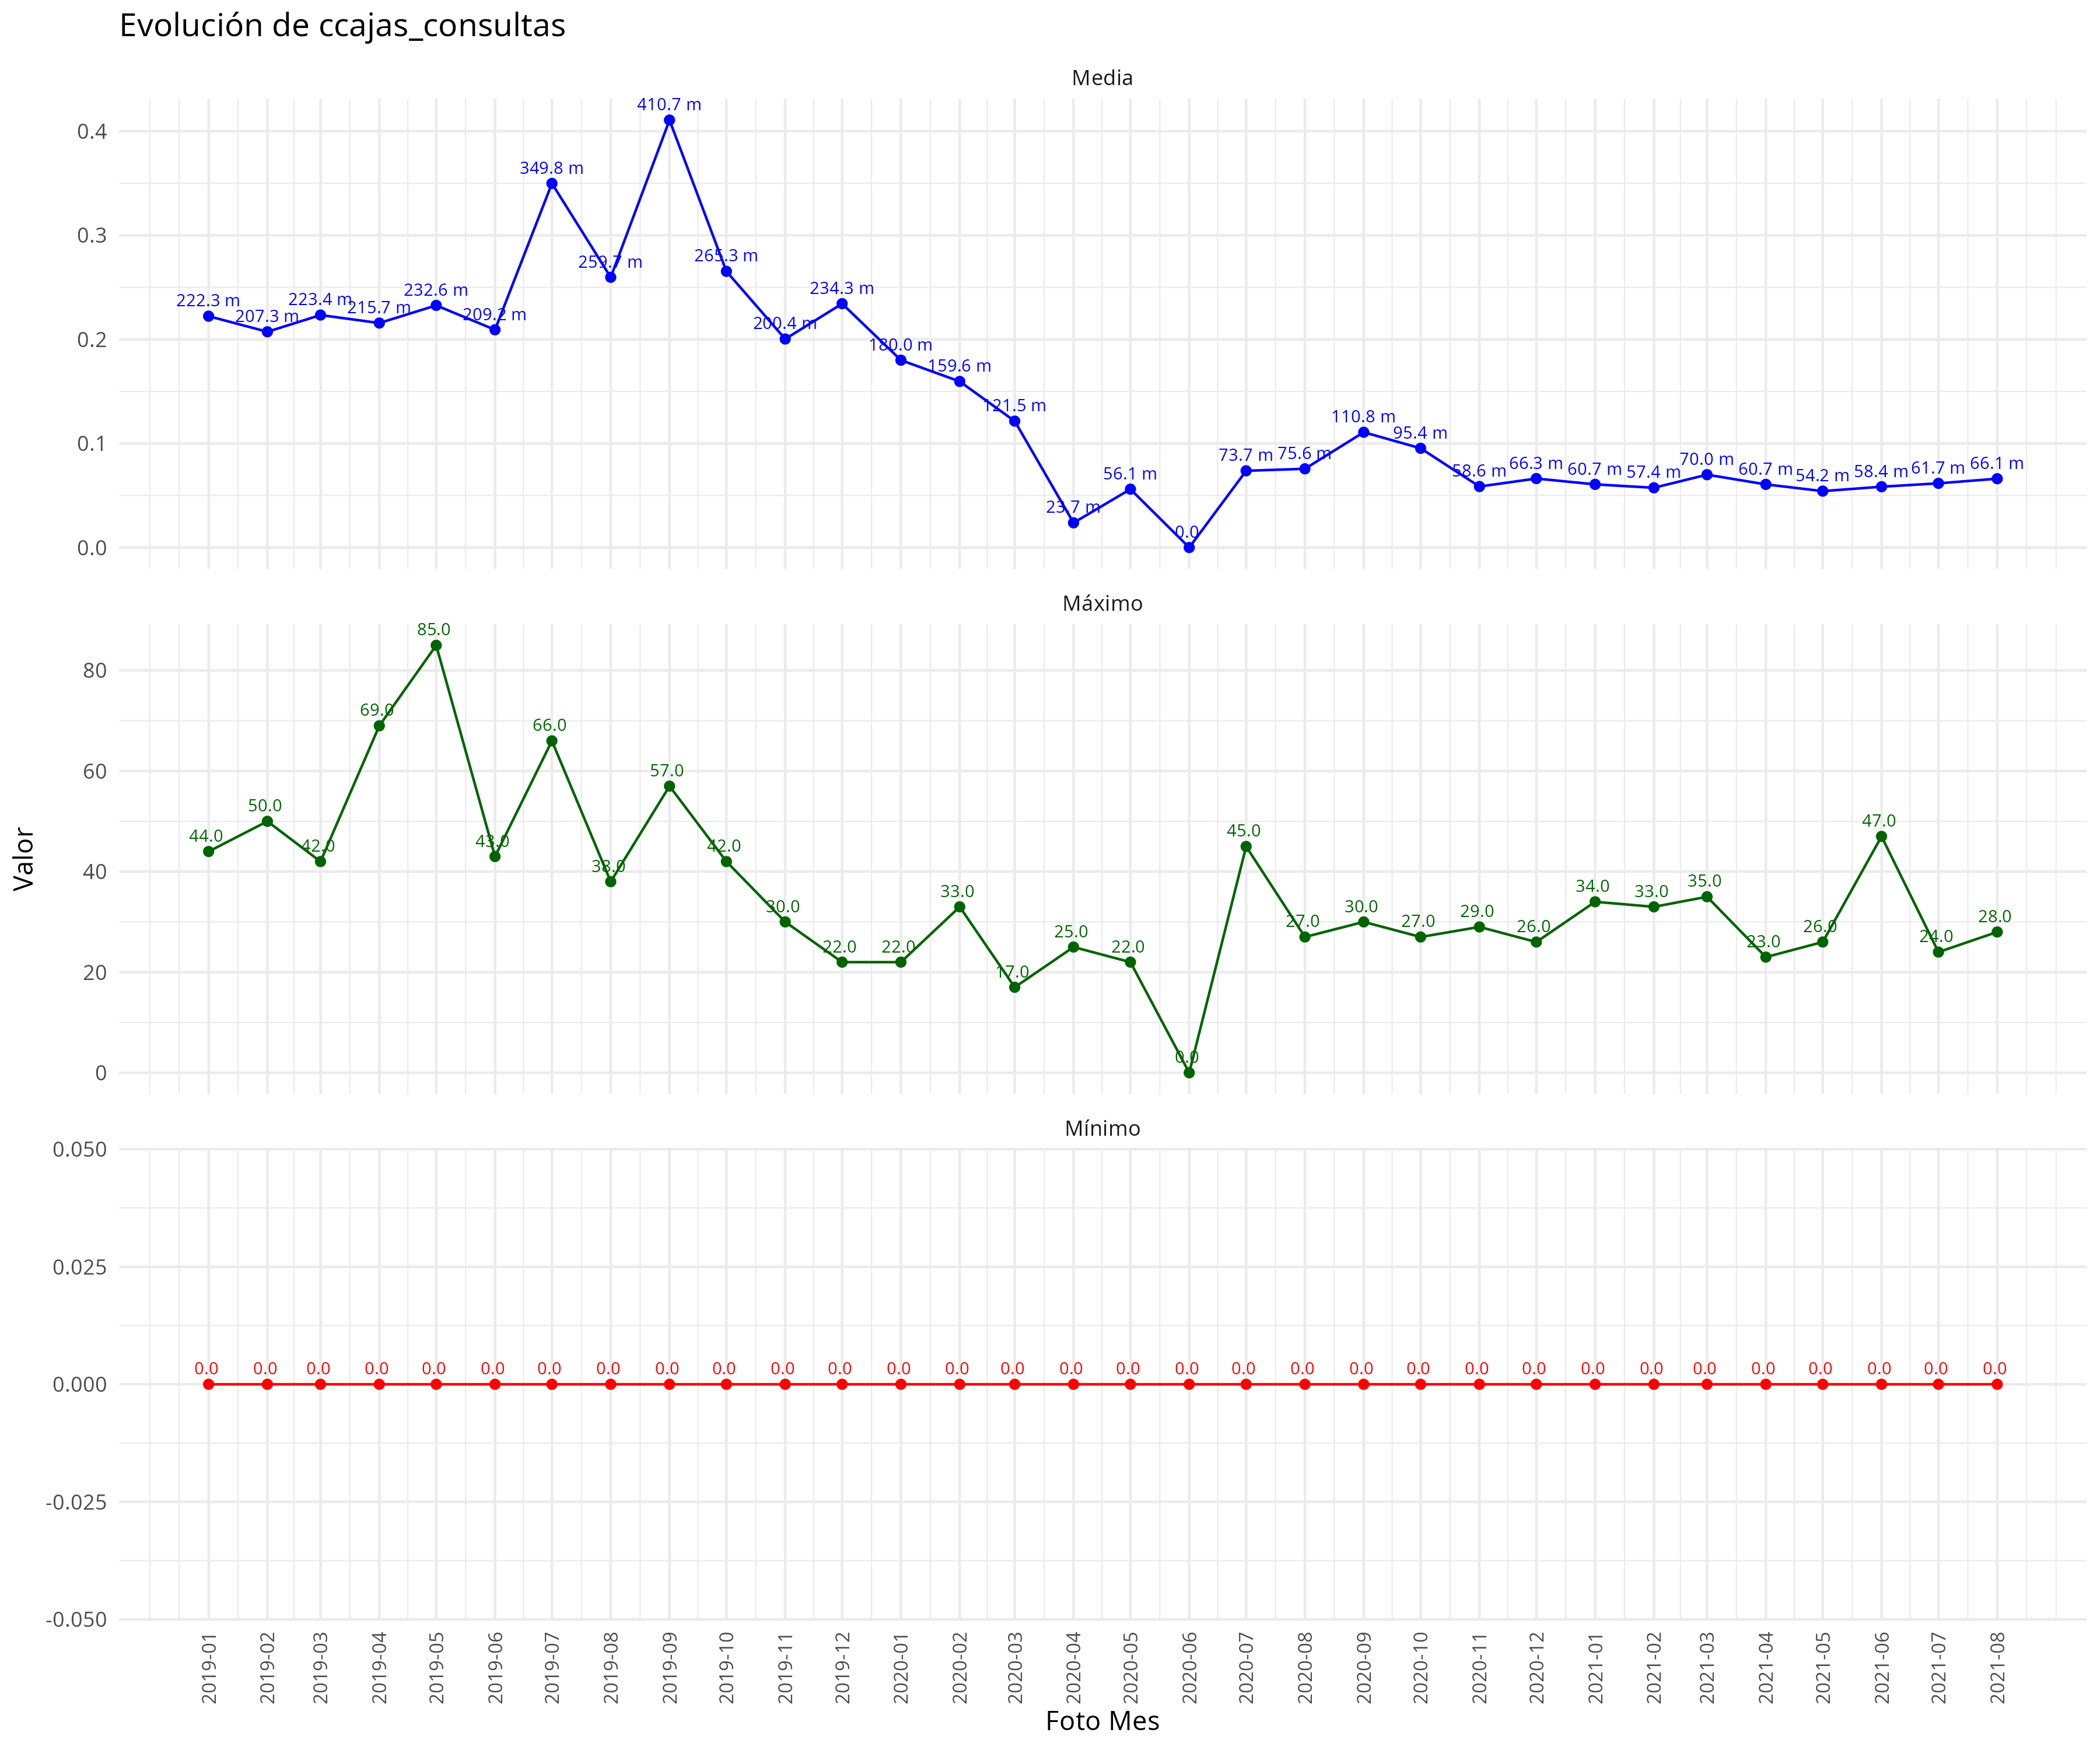 Evolución de ccajas_consultas
Media
0.4
0.3
0.2
0.1
0.0
222.3 m
207.3 m
223.4 m
215.7 m
232.6 m
209.2 m
349.8 m
259.7 m
410.7 m
265.3 m
200.4 m
234.3 m
180.0 m
159.6 m
121.5 m
23.7 m
56.1 m
0.0
73.7 m
75.6 m
110.8 m
95.4 m
58.6 m
66.3 m
60.7 m
57.4 m
70.0 m
60.7 m
54.2 m
58.4 m
61.7 m
66.1 m
Máximo
80
60
40
20
0
44.0
50.0
42.0
69.0
85.0
43.0
66.0
38.0
57.0
42.0
30.0
22.0
22.0
33.0
17.0
25.0
22.0
0.0
45.0
27.0
30.0
27.0
29.0
26.0
34.0
33.0
35.0
23.0
26.0
47.0
24.0
28.0
Valor
Mínimo
0.050
0.025
0.000
-0.025
-0.050
0.0 0.0 0.0 0.0 0.0 0.0 0.0 0.0 0.0 0.0 0.0 0.0 0.0 0.0 0.0 0.0 0.0 0.0 0.0 0.0 0.0 0.0 0.0 0.0 0.0 0.0 0.0 0.0 0.0 0.0 0.0 0.0
2019-01
2019-02
2019-03
2019-04
2019-05
2019-06
2019-07
2019-08
2019-09
2019-10
2019-11
2019-12
2020-01
2020-02
2020-03
2020-04
2020-05
2020-06
2020-07
2020-08
2020-09
2020-10
2020-11
2020-12
2021-01
2021-02
2021-03
2021-04
2021-05
2021-06
2021-07
2021-08
Foto Mes